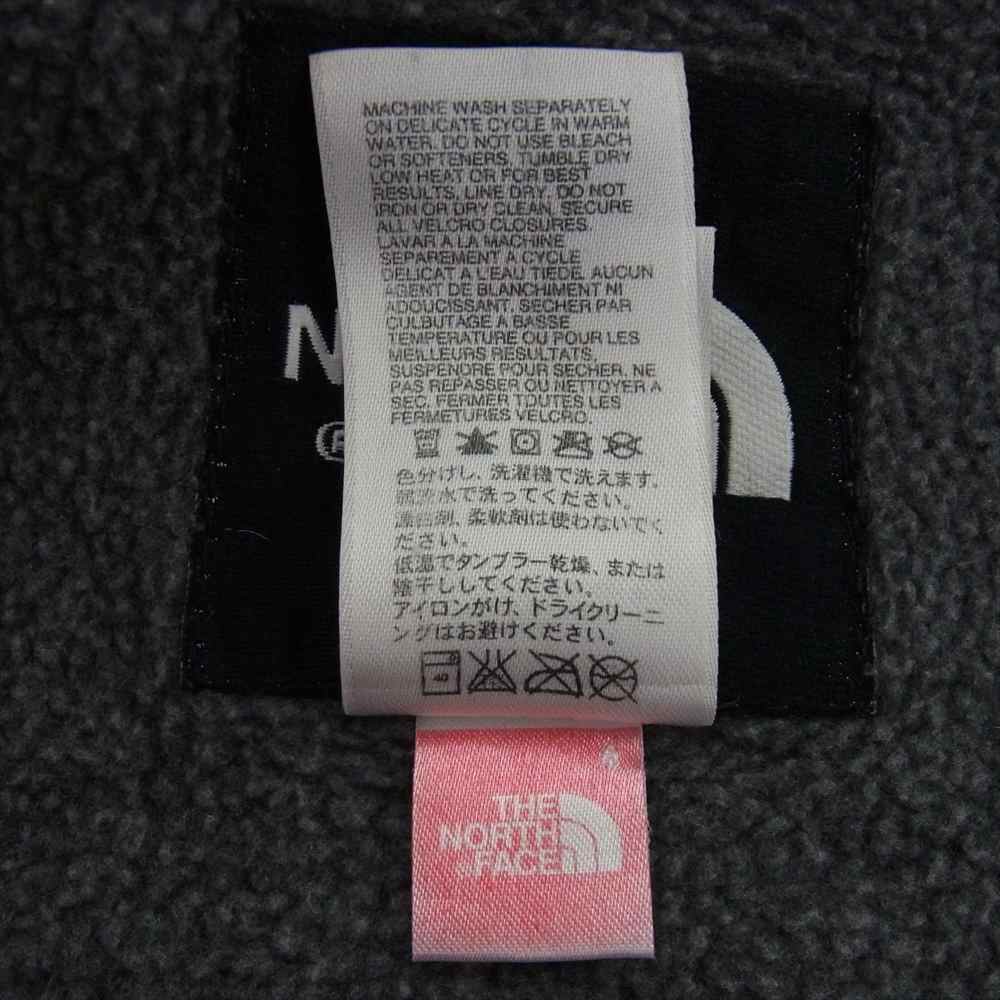 MACHINE WASH SEPARATELY
ON DELICATE CYCLE IN WARM
WATER. DO NOT USE BLEACH
OR SOFTENERS, TUMBLE DRY
LOW HEAT OR FOR BEST
RESULTS, LINE DRY, DO NOT
IRON OR DRY CLEAN, SECURE
ALL VELCRO CLOSURES.
LAVAR A LA MACHINE
SEPAREMENT A CYCLE
DELICAT A L'EAU TIEDE. AUCUN
AGENT DE BLANCHIMENT NI
ADOUCISSANT. SECHER PAR
CULBUTAGE A BASSE
TEMPERATURE OU POUR LES
MEILLEURS RESULTATS,
SUSPENDRE POUR SECHER. NE
PAS REPASSER OU NETTOYER A
SEC, FERMER TOUTES LES
FERMETURES VELCRO.
色分けし、洗濯機で洗えます。
弱流水で洗ってください。
漂白剤、柔軟剤は使わないでく
ださい。
低温でタンブラー乾燥、または
陰干ししてください。
アイロンがけ、ドライクリーニ
ングはお避けください。
40
THE
NORTH
FACE
N
R